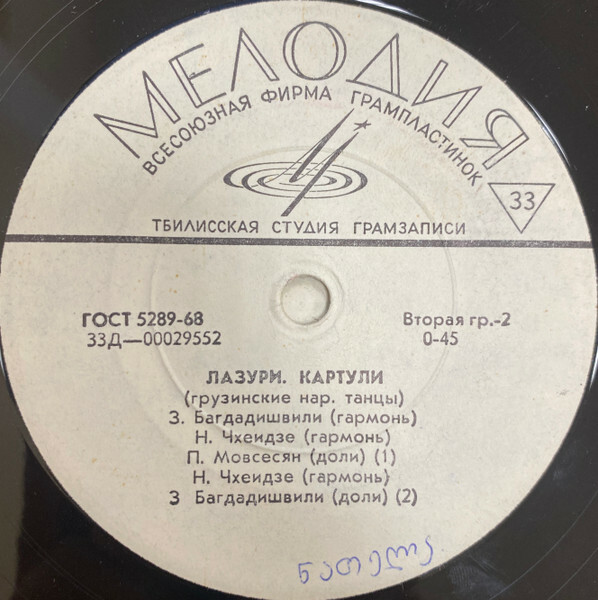 МЕЛОДИЯ
ВСЕСОЮЗНАЯ ФИРМА ГРАМПЛАСТИНОК
33
ТБИЛИССКАЯ СТУДИЯ ГРАМЗАПИСИ
ГОСТ 5289-68
Вторая гр.-2
33Д—00029552
0-45
ЛАЗУРИ. КАРТУЛИ
(грузинские нар. танцы)
З. Багдадишвили (гармонь)
Н. Чхеидзе (гармонь)
П. Мовсесян (доли) (1)
Н. Чхеидзе (гармонь)
З Багдадишвили (доли) (2)
ნათელა